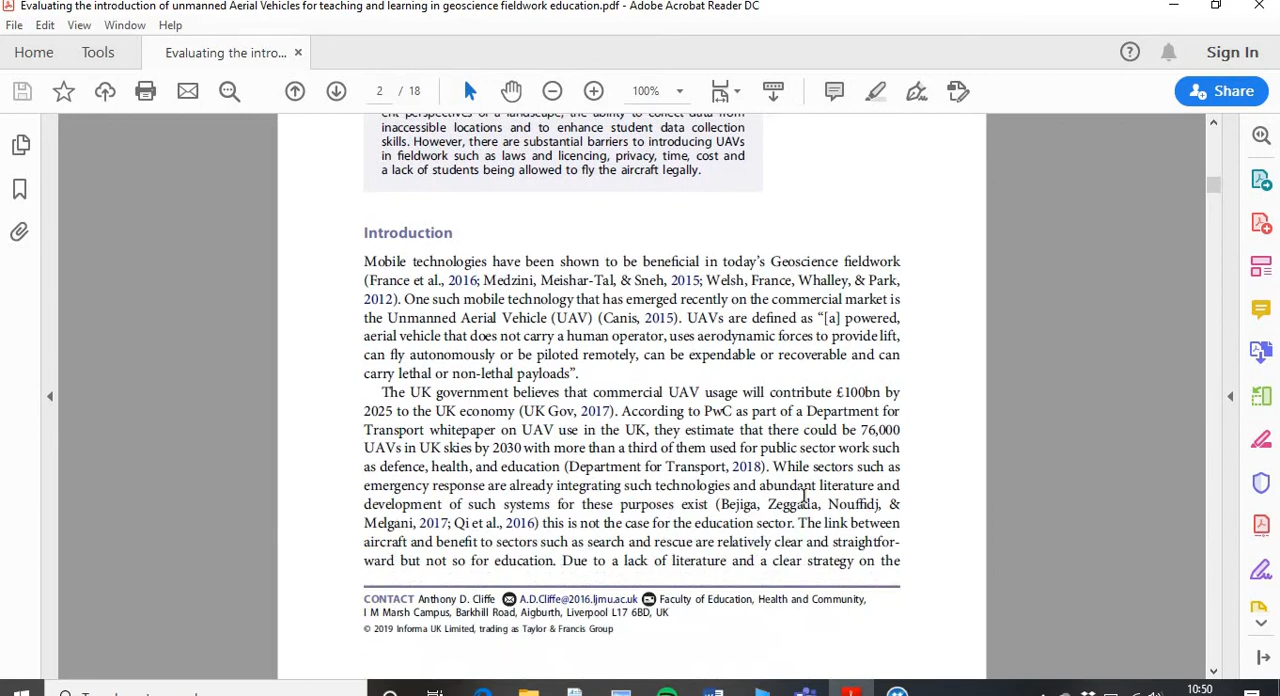 Evaluating the introduction of unmanned Aerial Vehicles for teaching and learning in geoscience fieldwork education.pdf - Adobe Acrobat Reader DC
File Edit View Window Help
Home Tools Evaluating the intro... × Sign In
2 / 18 100% Share
ent perspectives of a landscape, the ability to collect data from
inaccessible locations and to enhance student data collection
skills. However, there are substantial barriers to introducing UAVs
in fieldwork such as laws and licencing, privacy, time, cost and
a lack of students being allowed to fly the aircraft legally.
Introduction
Mobile technologies have been shown to be beneficial in today’s Geoscience fieldwork
(France et al., 2016; Medzini, Meishar-Tal, & Sneh, 2015; Welsh, France, Whalley, & Park,
2012). One such mobile technology that has emerged recently on the commercial market is
the Unmanned Aerial Vehicle (UAV) (Canis, 2015). UAVs are defined as “[a] powered,
aerial vehicle that does not carry a human operator, uses aerodynamic forces to provide lift,
can fly autonomously or be piloted remotely, can be expendable or recoverable and can
carry lethal or non-lethal payloads”.
The UK government believes that commercial UAV usage will contribute £100bn by
2025 to the UK economy (UK Gov, 2017). According to PwC as part of a Department for
Transport whitepaper on UAV use in the UK, they estimate that there could be 76,000
UAVs in UK skies by 2030 with more than a third of them used for public sector work such
as defence, health, and education (Department for Transport, 2018). While sectors such as
emergency response are already integrating such technologies and abundant literature and
development of such systems for these purposes exist (Bejiga, Zeggada, Nouffidj, &
Melgani, 2017; Qi et al., 2016) this is not the case for the education sector. The link between
aircraft and benefit to sectors such as search and rescue are relatively clear and straightfor-
ward but not so for education. Due to a lack of literature and a clear strategy on the
CONTACT Anthony D. Cliffe A.D.Cliffe@2016.ljmu.ac.uk Faculty of Education, Health and Community,
I M Marsh Campus, Barkhill Road, Aigburth, Liverpool L17 6BD, UK
© 2019 Informa UK Limited, trading as Taylor & Francis Group
10:50